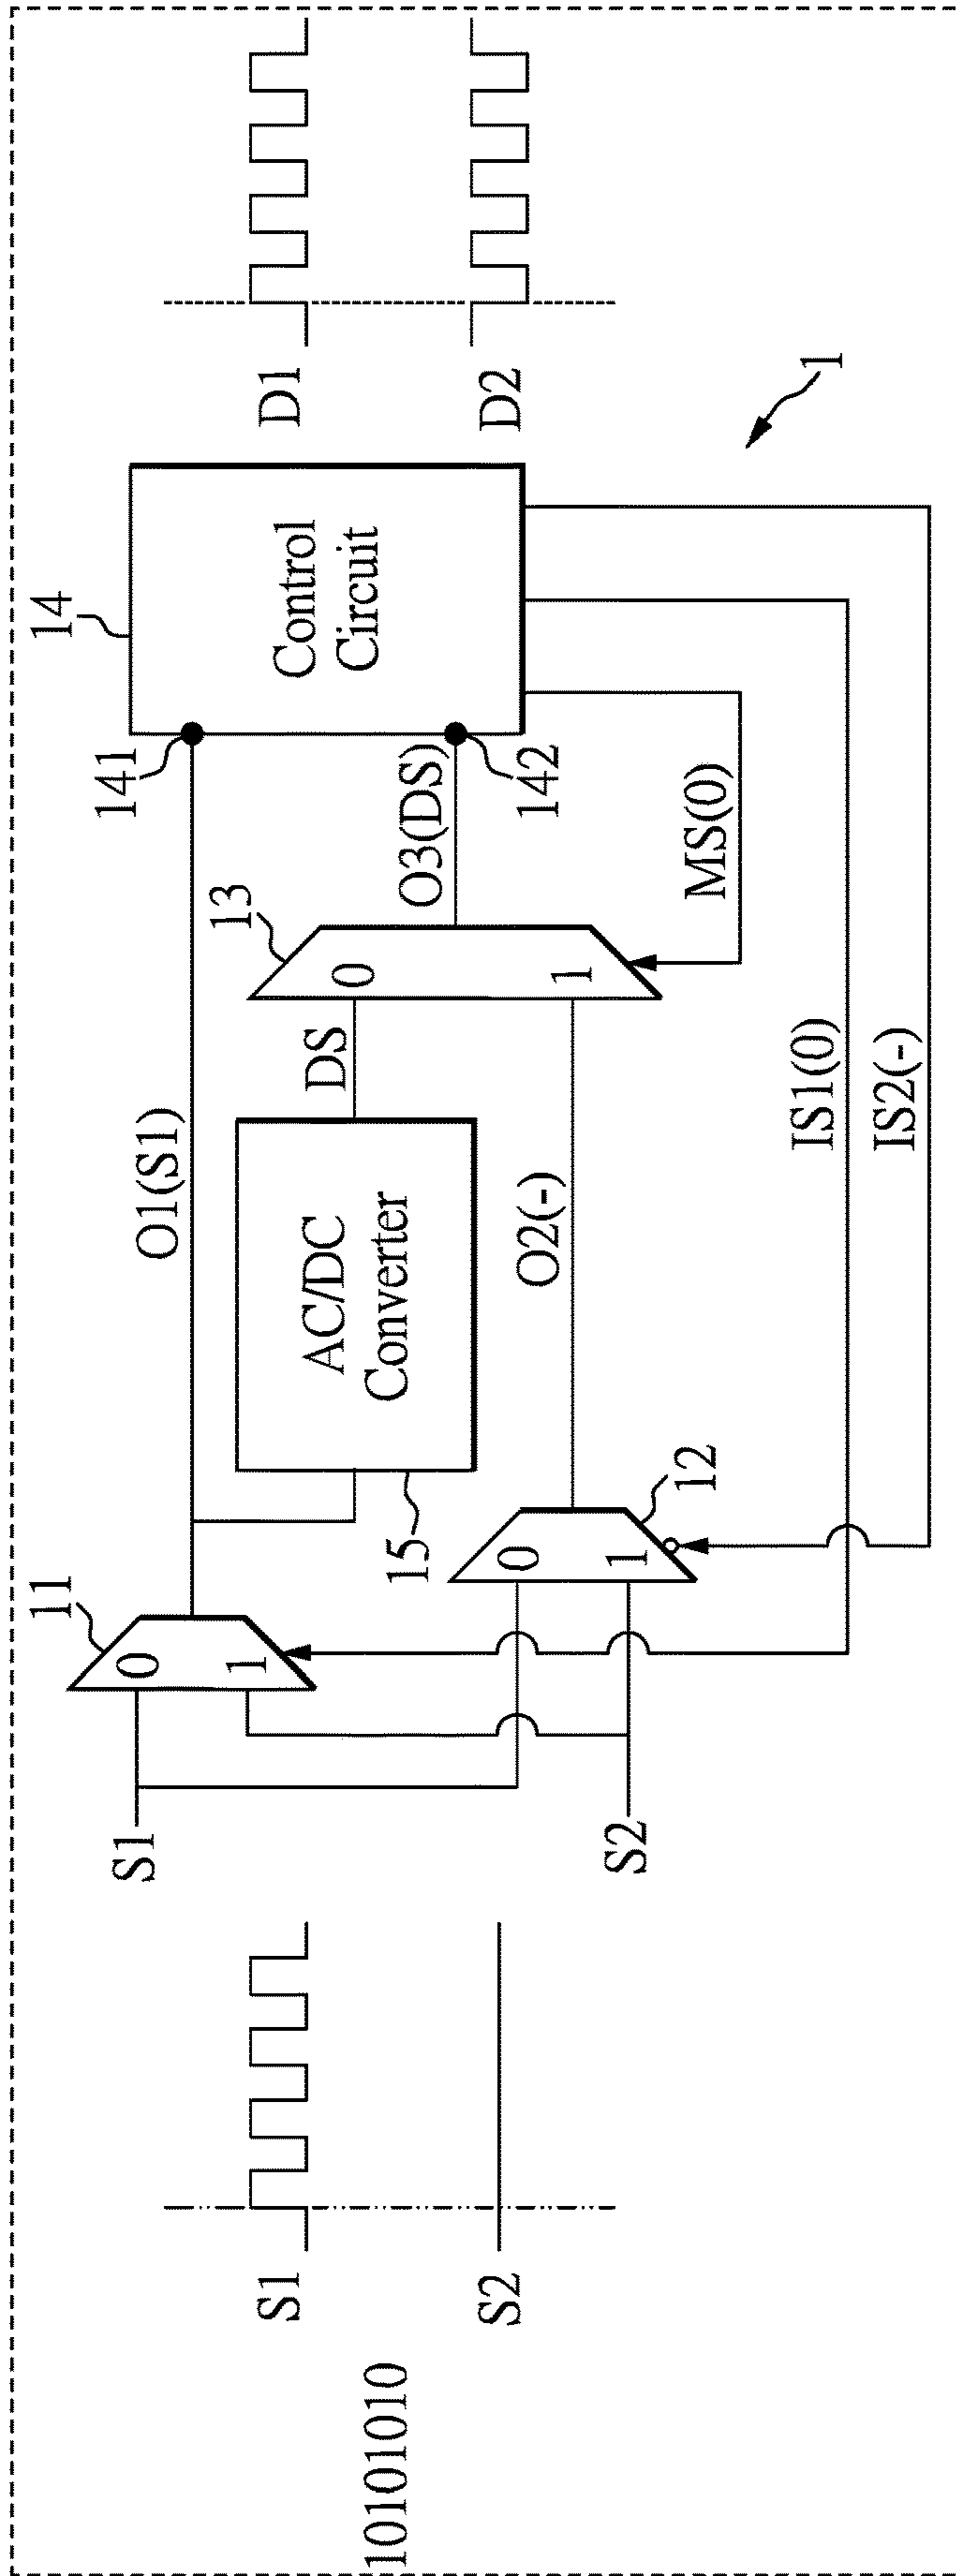 10101010
S1
S2
S1
S2
11
0
1
12
0
1
15
AC/DC
Converter
O1(S1)
DS
O2(-)
13
0
1
O3(DS)
141
142
14
Control
Circuit
MS(0)
IS1(0)
IS2(-)
D1
D2
1